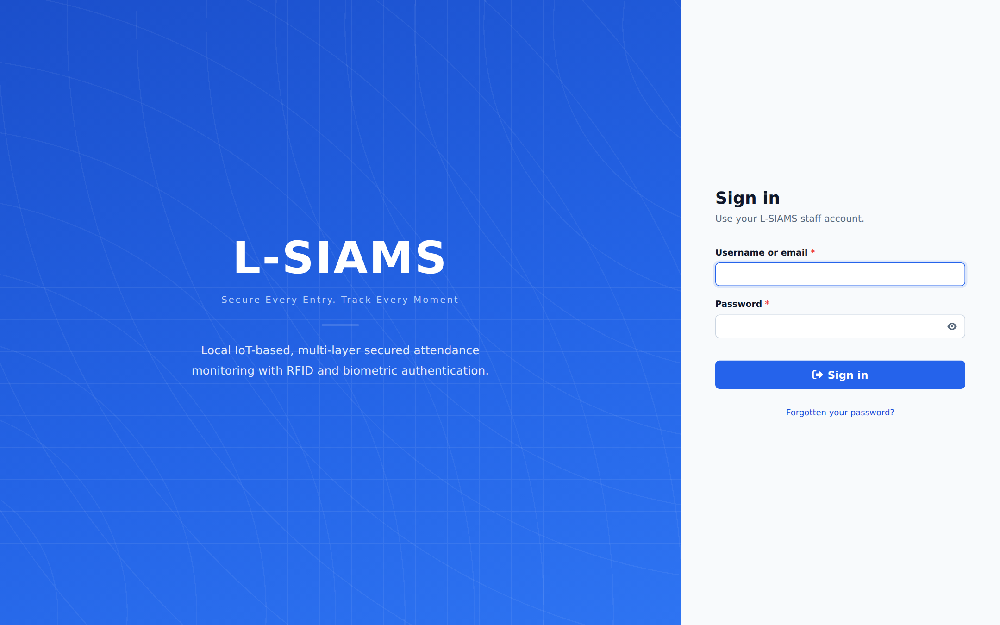 L-SIAMS
Secure Every Entry. Track Every Moment
Local IoT-based, multi-layer secured attendance
monitoring with RFID and biometric authentication.
Sign in
Use your L-SIAMS staff account.
Username or email *
Password *
Sign in
Forgotten your password?